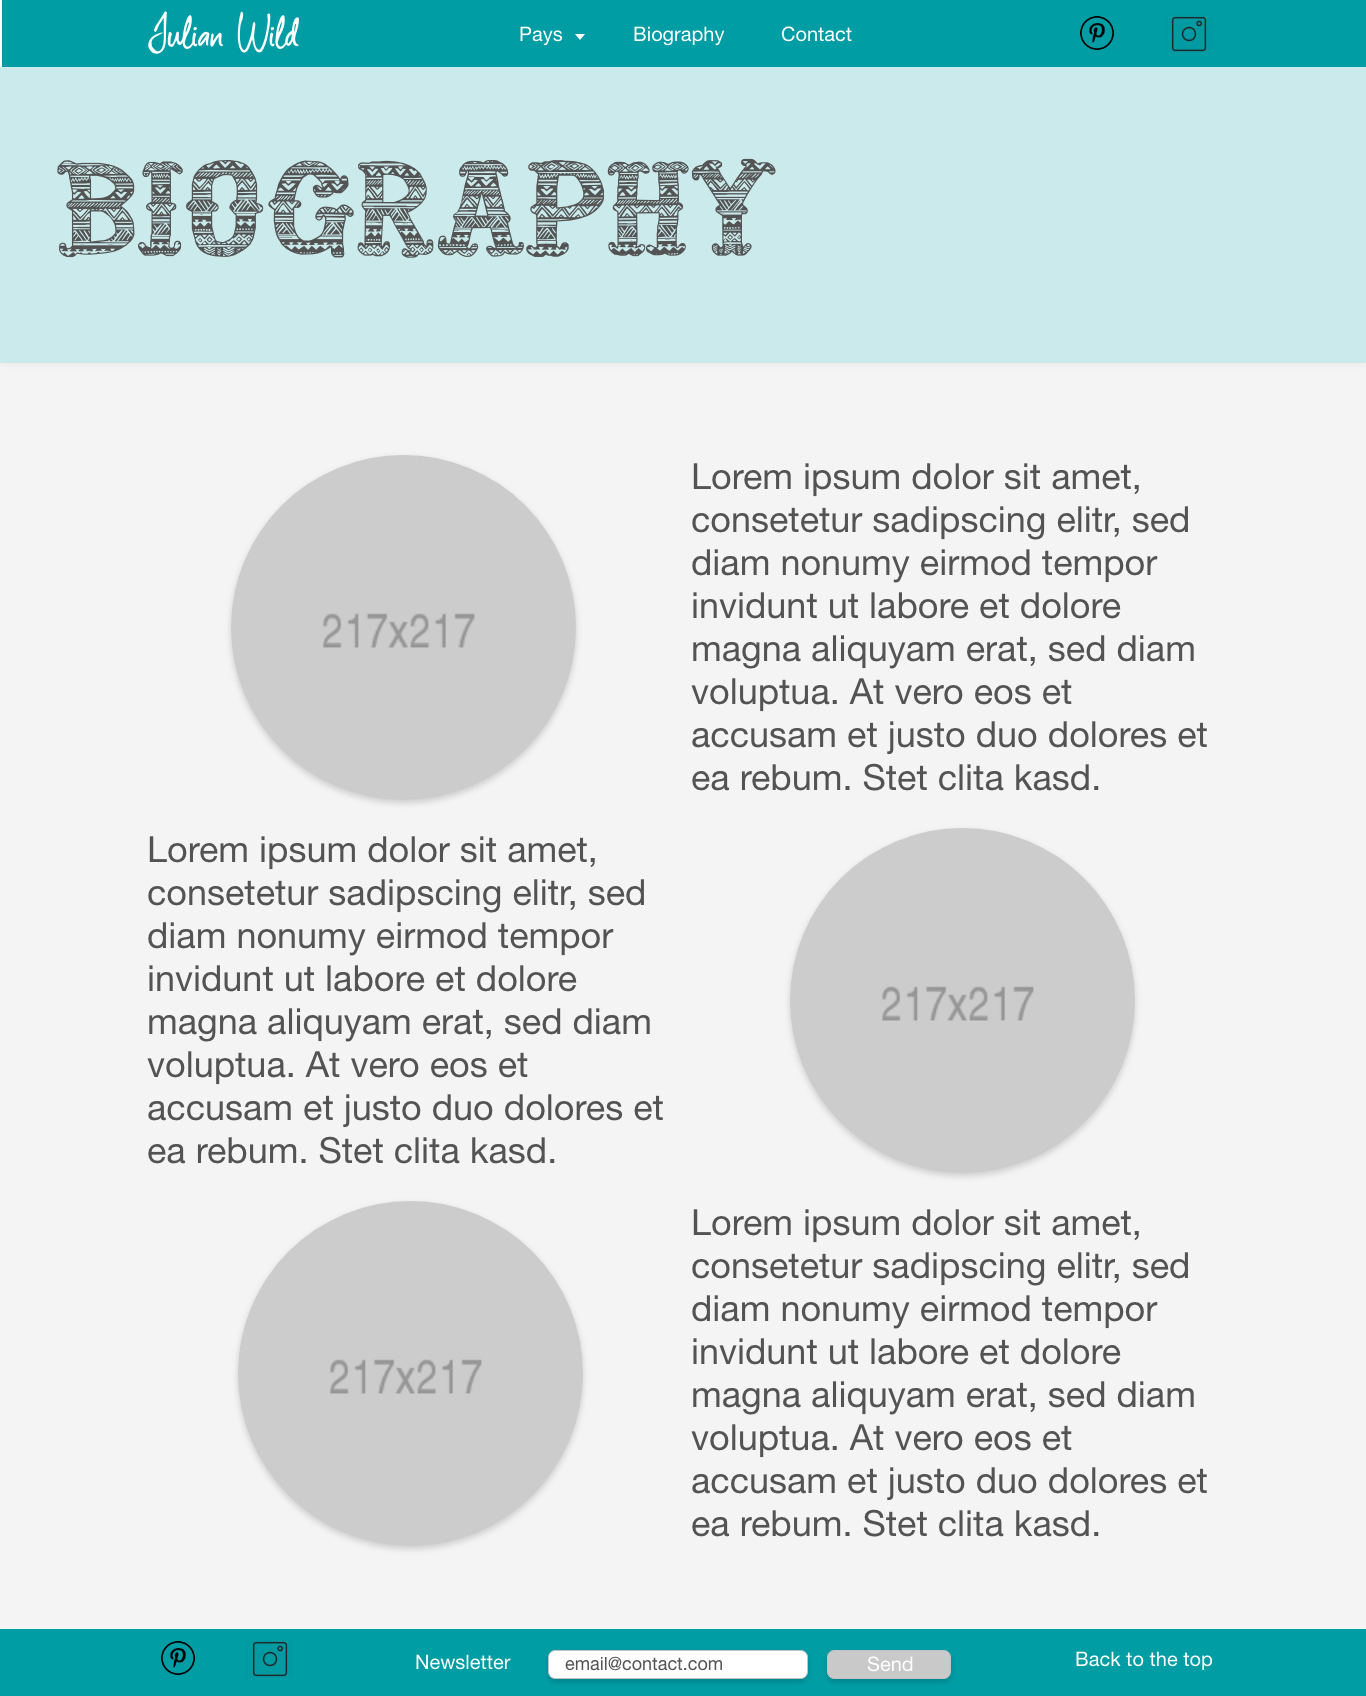 Julian Wild
Pays
Biography
Contact
BIOGRAPHY
217x217
Lorem ipsum dolor sit amet,
consetetur sadipscing elitr, sed
diam nonumy eirmod tempor
invidunt ut labore et dolore
magna aliquyam erat, sed diam
voluptua. At vero eos et
accusam et justo duo dolores et
ea rebum. Stet clita kasd.
Lorem ipsum dolor sit amet,
consetetur sadipscing elitr, sed
diam nonumy eirmod tempor
invidunt ut labore et dolore
magna aliquyam erat, sed diam
voluptua. At vero eos et
accusam et justo duo dolores et
ea rebum. Stet clita kasd.
217x217
217x217
Lorem ipsum dolor sit amet,
consetetur sadipscing elitr, sed
diam nonumy eirmod tempor
invidunt ut labore et dolore
magna aliquyam erat, sed diam
voluptua. At vero eos et
accusam et justo duo dolores et
ea rebum. Stet clita kasd.
Newsletter
email@contact.com
Send
Back to the top